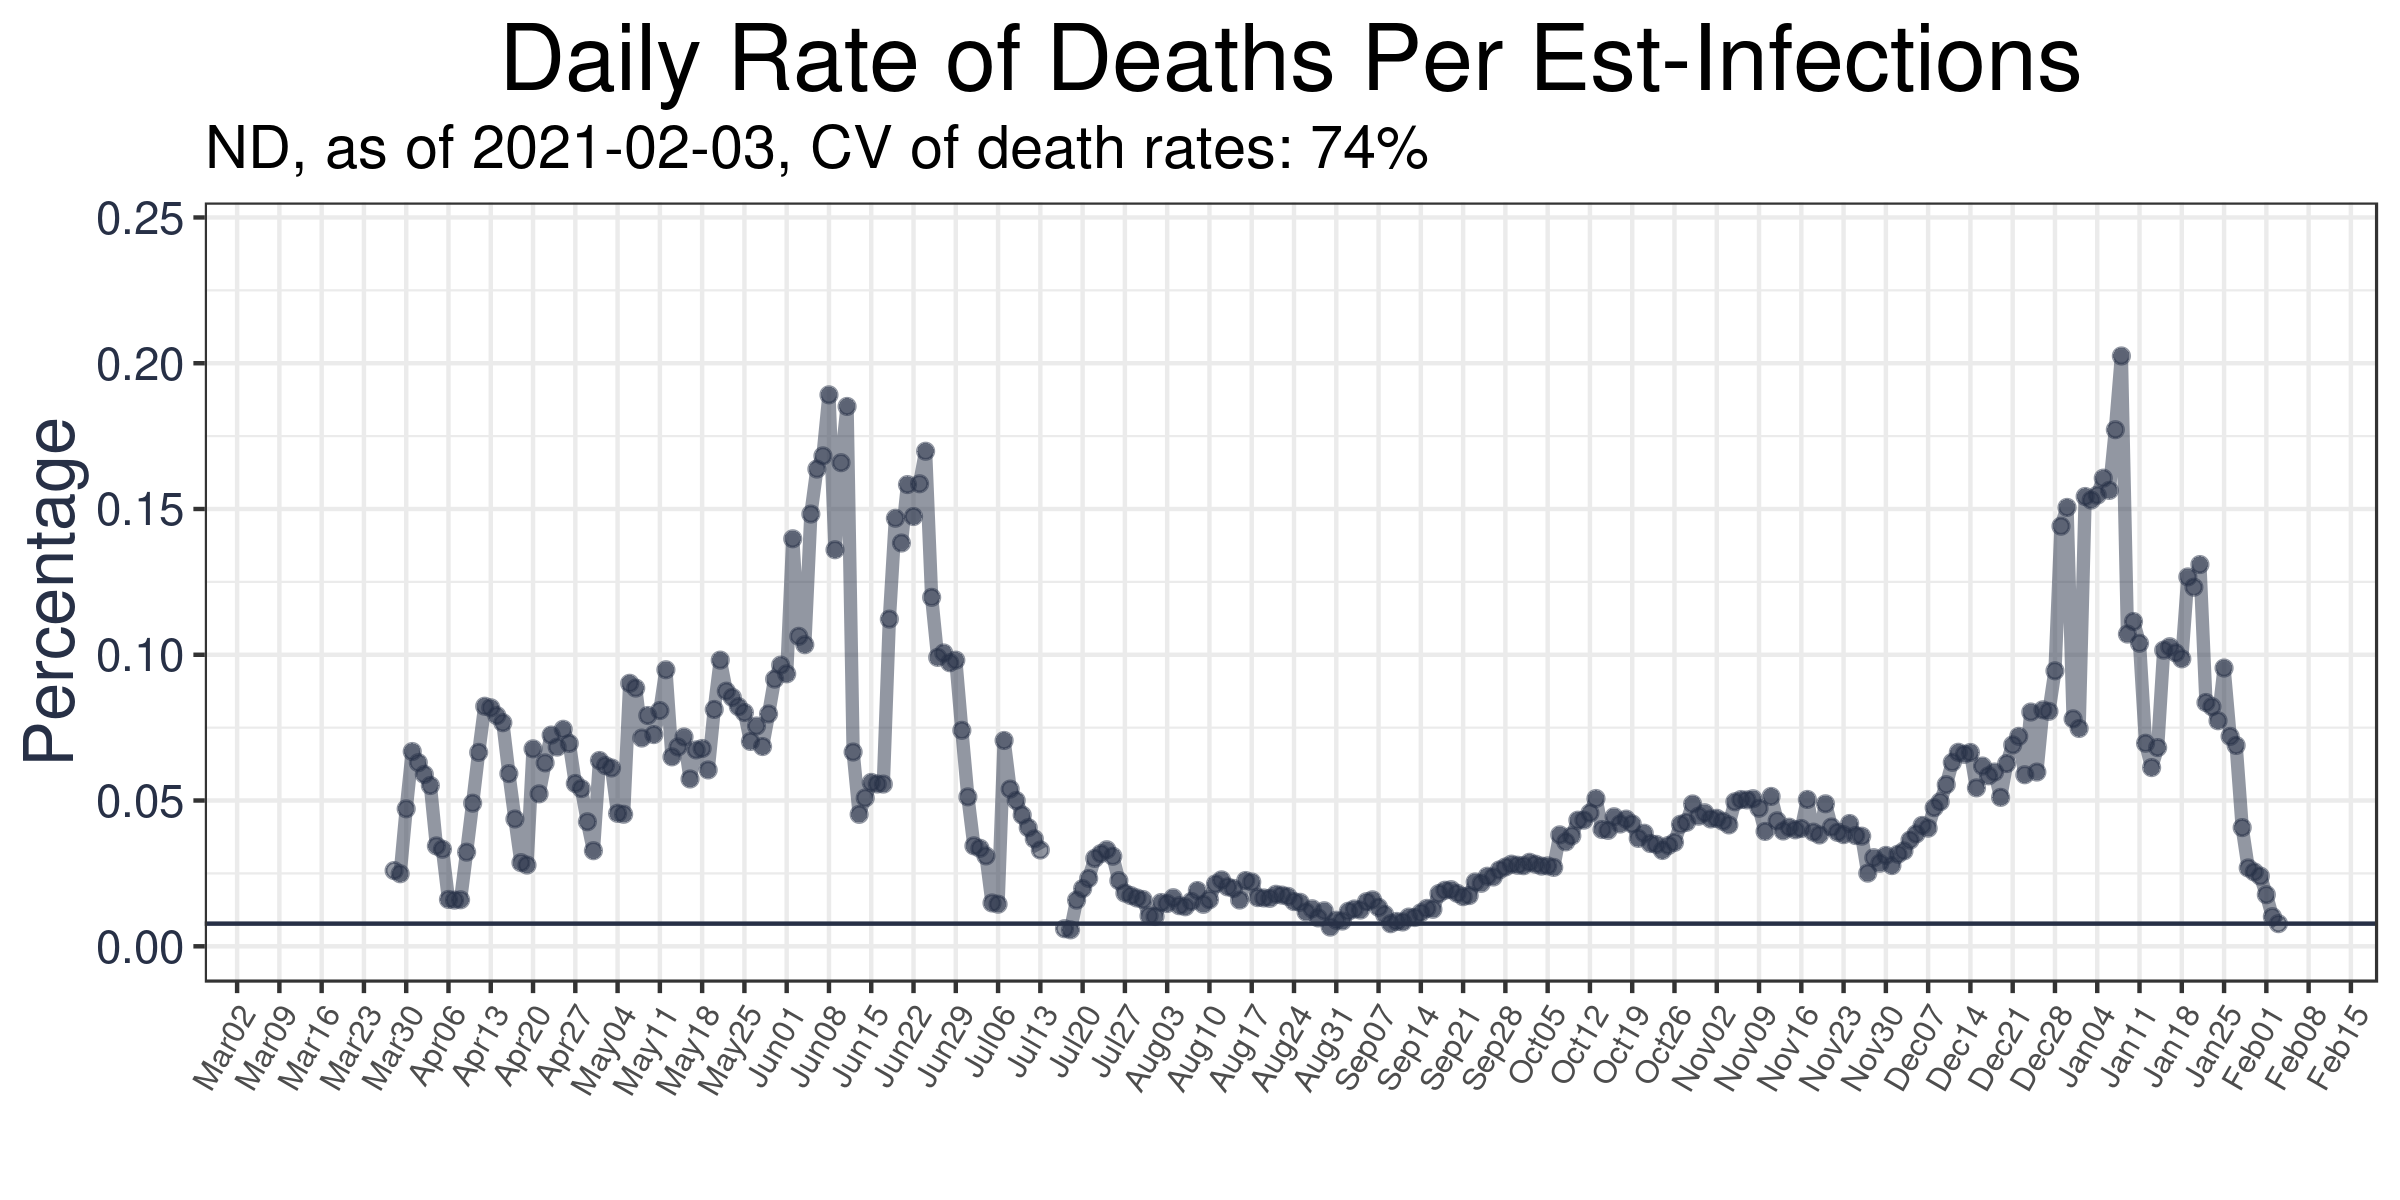 Daily Rate of Deaths Per Est-Infections
ND, as of 2021-02-03, CV of death rates: 74%
Percentage
0.25
0.20
0.15
0.10
0.05
0.00
Mar02
Mar09
Mar16
Mar23
Mar30
Apr06
Apr13
Apr20
Apr27
May04
May11
May18
May25
Jun01
Jun08
Jun15
Jun22
Jun29
Jul06
Jul13
Jul20
Jul27
Aug03
Aug10
Aug17
Aug24
Aug31
Sep07
Sep14
Sep21
Sep28
Oct05
Oct12
Oct19
Oct26
Nov02
Nov09
Nov16
Nov23
Nov30
Dec07
Dec14
Dec21
Dec28
Jan04
Jan11
Jan18
Jan25
Feb01
Feb08
Feb15